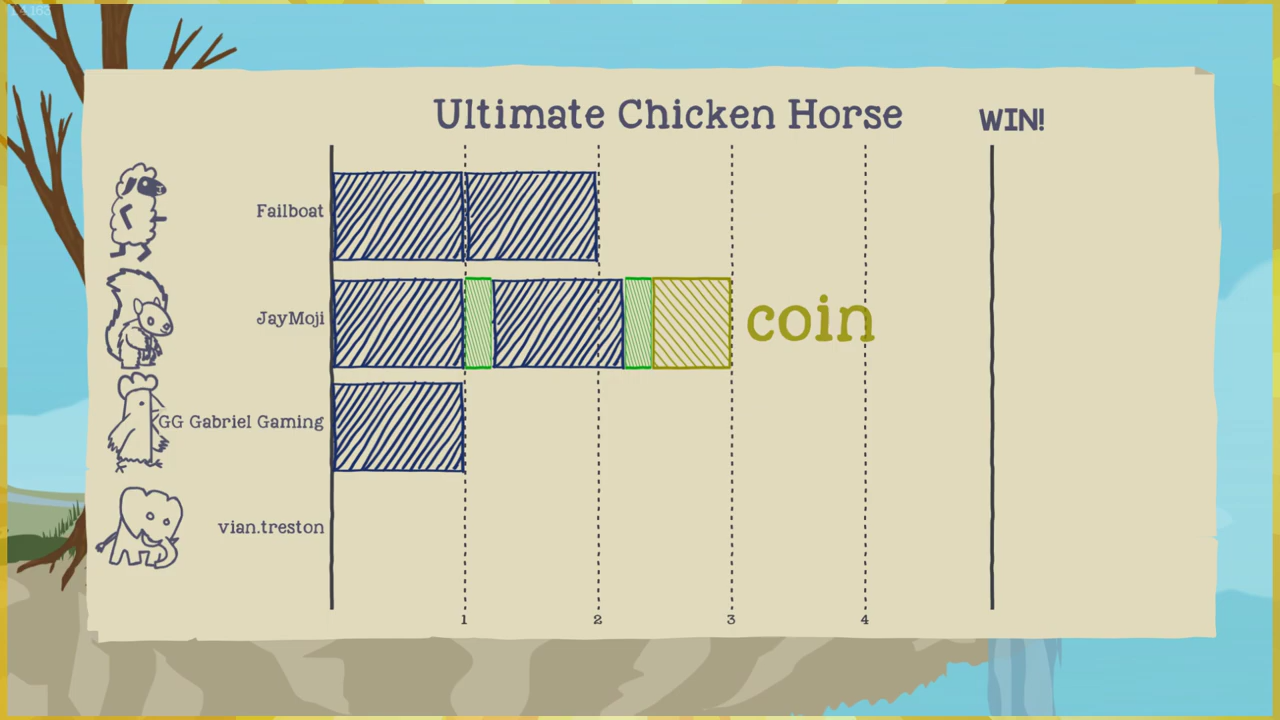 Ultimate Chicken Horse
WIN!
Failboat
JayMoji
coin
GG Gabriel Gaming
vian.treston
1
2
3
4